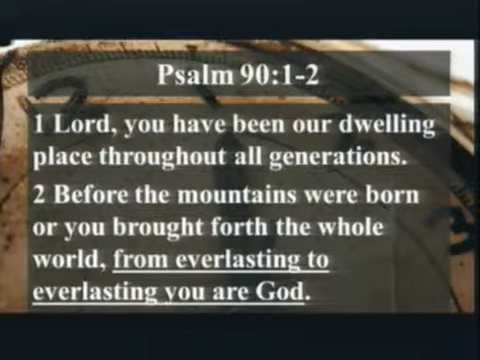 Psalm 90:1-2
1 Lord, you have been our dwelling
place throughout all generations.
2 Before the mountains were born
or you brought forth the whole
world, from everlasting to
everlasting you are God.